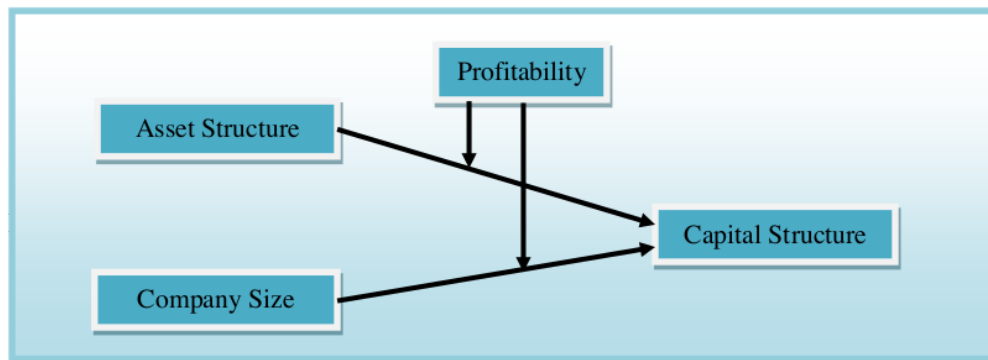 Profitability
Asset Structure
Capital Structure
Company Size